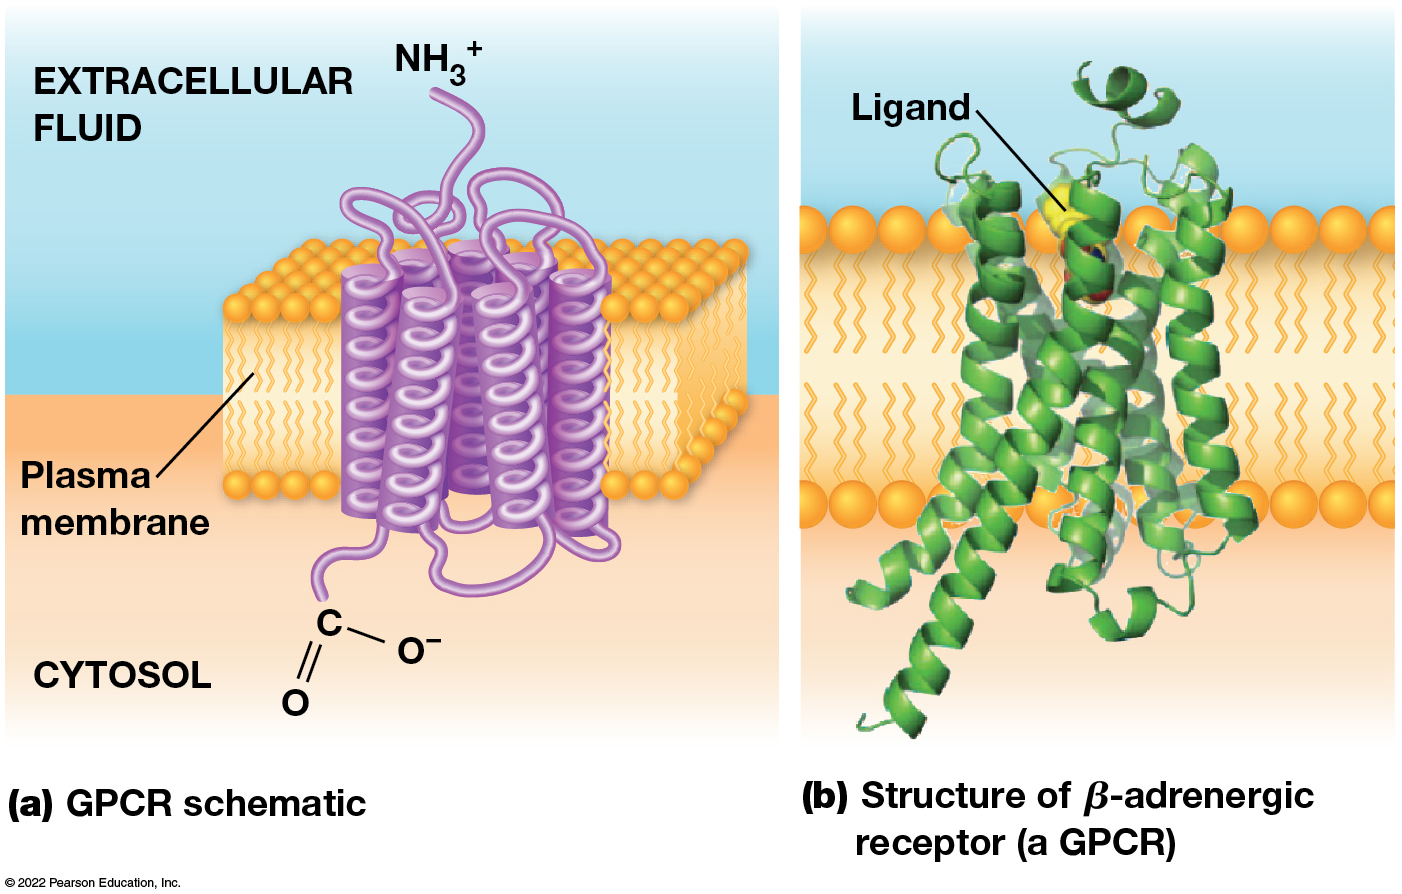 EXTRACELLULAR
FLUID
NH₃⁺
Plasma
membrane
CYTOSOL
C
O⁻
O
(a) GPCR schematic
Ligand
(b) Structure of β-adrenergic
receptor (a GPCR)
© 2022 Pearson Education, Inc.